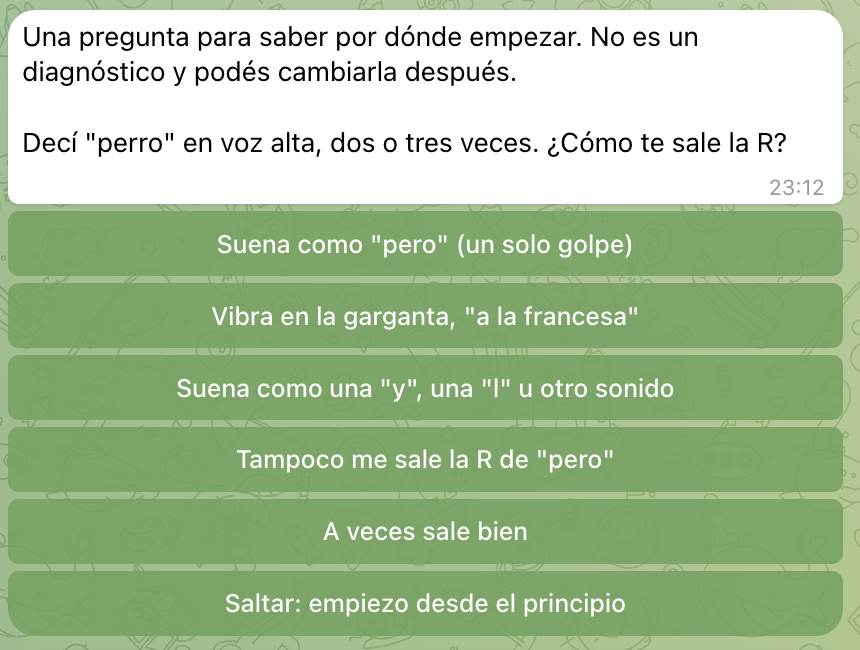 Una pregunta para saber por dónde empezar. No es un
diagnóstico y podés cambiarla después.
Decí "perro" en voz alta, dos o tres veces. ¿Cómo te sale la R?
23:12
Suena como "pero" (un solo golpe)
Vibra en la garganta, "a la francesa"
Suena como una "y", una "l" u otro sonido
Tampoco me sale la R de "pero"
A veces sale bien
Saltar: empiezo desde el principio